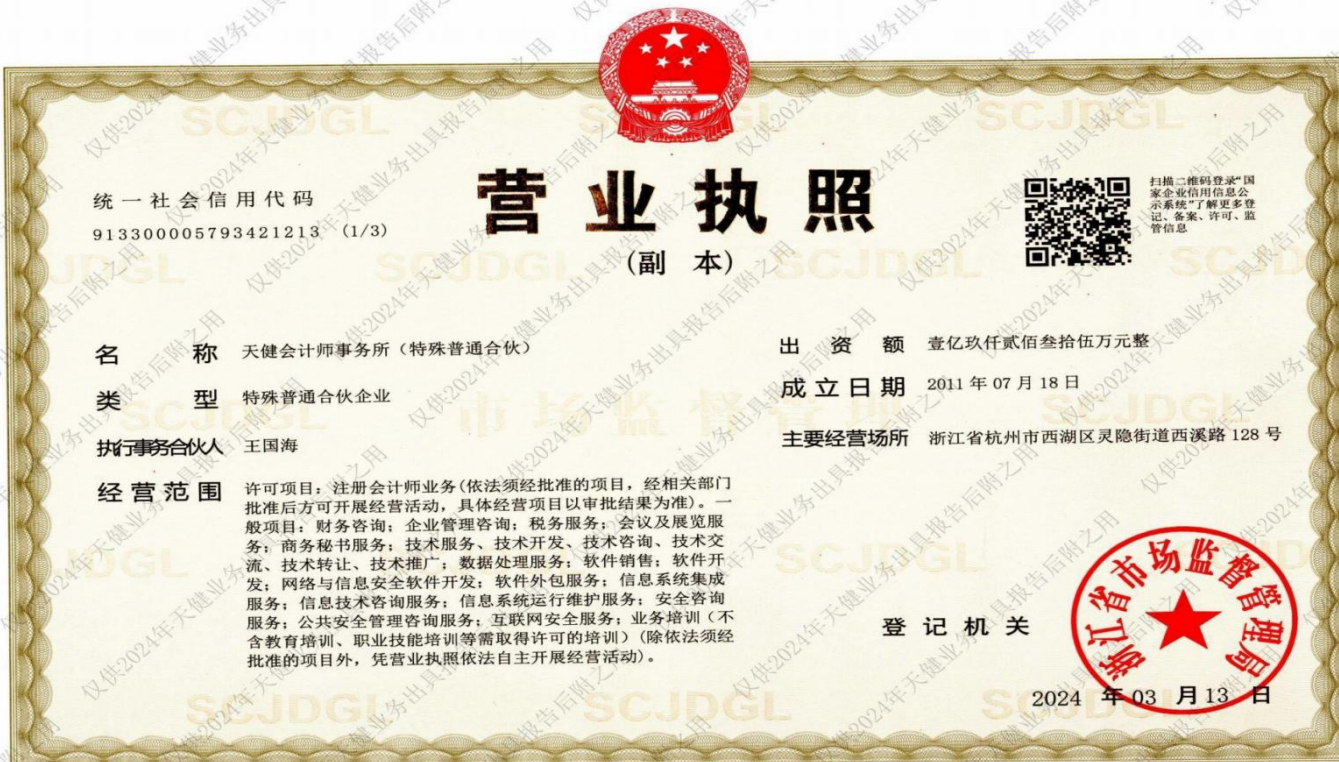 营业执照
(副 本)
统一社会信用代码
913300005793421213 (1/3)
扫描二维码登录“国
家企业信用信息公
示系统”了解更多登
记、备案、许可、监
管信息
名 称 天健会计师事务所（特殊普通合伙）
类 型 特殊普通合伙企业
执行事务合伙人 王国海
经营范围 许可项目：注册会计师业务(依法须经批准的项目，经相关部门
批准后方可开展经营活动，具体经营项目以审批结果为准)。一
般项目：财务咨询；企业管理咨询；税务服务；会议及展览服
务；商务秘书服务；技术服务、技术开发、技术咨询、技术交
流、技术转让、技术推广；数据处理服务；软件销售；软件开
发；网络与信息安全软件开发；软件外包服务；信息系统集成
服务；信息技术咨询服务；信息系统运行维护服务；安全咨询
服务；公共安全管理咨询服务；互联网安全服务；业务培训（不
含教育培训、职业技能培训等需取得许可的培训）(除依法须经
批准的项目外，凭营业执照依法自主开展经营活动)。
出 资 额 壹亿玖仟贰佰叁拾伍万元整
成立日期 2011 年 07 月 18 日
主要经营场所 浙江省杭州市西湖区灵隐街道西溪路 128 号
登记机关
浙江省市场监督管理局
2024 年 03 月 13 日
仅供2024年天健业务出具报告后附之用
SCJDGL
市场监督管理